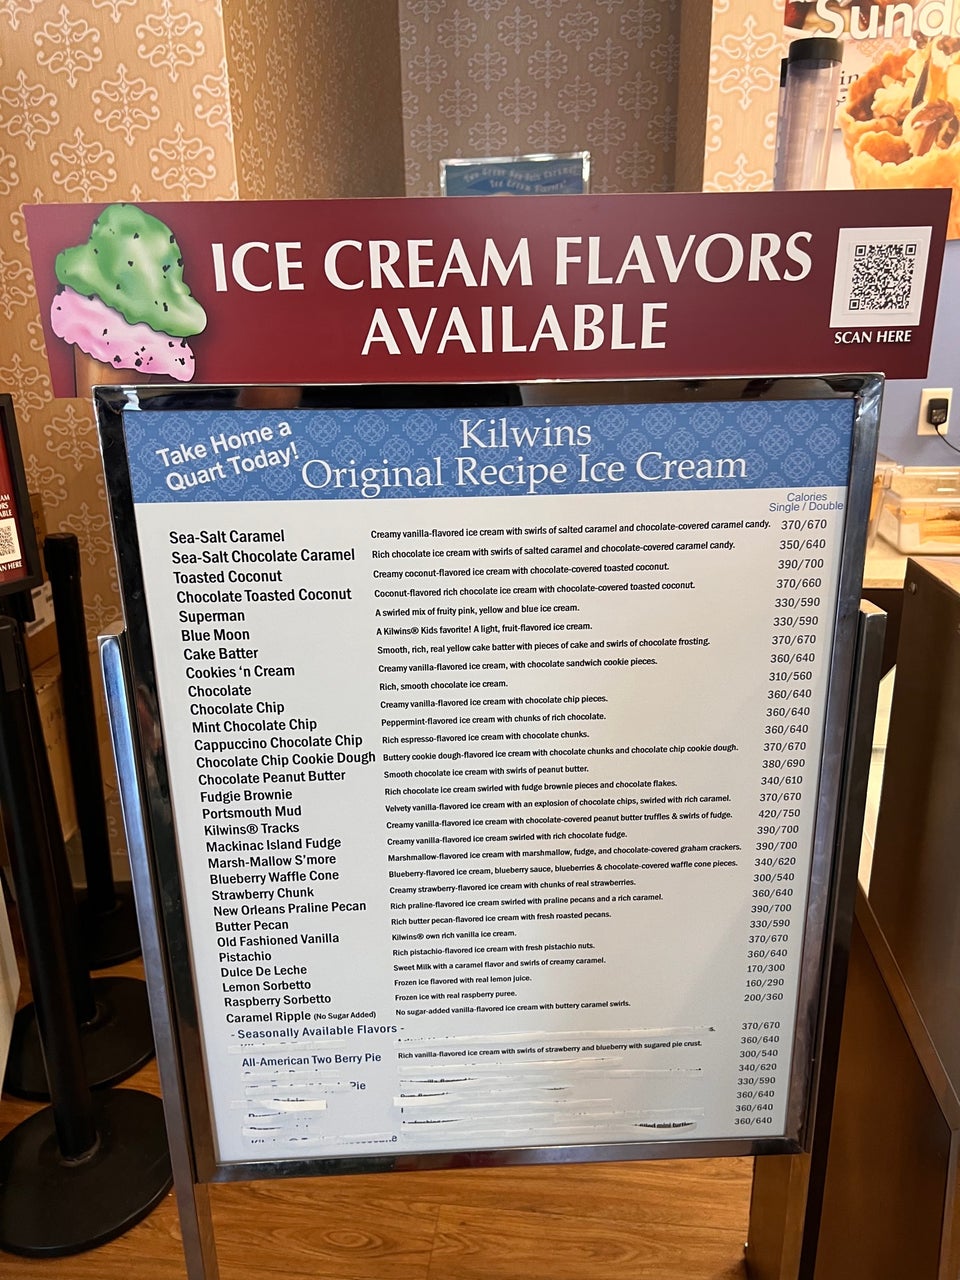 Sund
ICE CREAM FLAVORS
AVAILABLE
SCAN HERE
Take Home a
Quart Today!
Kilwins
Original Recipe Ice Cream
Calories
Single / Double
Sea-Salt Caramel Creamy vanilla-flavored ice cream with swirls of salted caramel and chocolate-covered caramel candy. 370/670
Sea-Salt Chocolate Caramel Rich chocolate ice cream with swirls of salted caramel and chocolate-covered caramel candy. 350/640
Toasted Coconut Creamy coconut-flavored ice cream with chocolate-covered toasted coconut. 390/700
Chocolate Toasted Coconut Coconut-flavored rich chocolate ice cream with chocolate-covered toasted coconut. 370/660
Superman A swirled mix of fruity pink, yellow and blue ice cream. 330/590
Blue Moon A Kilwins® Kids favorite! A light, fruit-flavored ice cream. 330/590
Cake Batter Smooth, rich, real yellow cake batter with pieces of cake and swirls of chocolate frosting. 370/670
Cookies ‘n Cream Creamy vanilla-flavored ice cream, with chocolate sandwich cookie pieces. 360/640
Chocolate Rich, smooth chocolate ice cream. 310/560
Chocolate Chip Creamy vanilla-flavored ice cream with chocolate chip pieces. 360/640
Mint Chocolate Chip Peppermint-flavored ice cream with chunks of rich chocolate. 360/640
Cappuccino Chocolate Chip Rich espresso-flavored ice cream with chocolate chunks. 360/640
Chocolate Chip Cookie Dough Buttery cookie dough-flavored ice cream with chocolate chunks and chocolate chip cookie dough. 370/670
Chocolate Peanut Butter Smooth chocolate ice cream with swirls of peanut butter. 380/690
Fudgie Brownie Rich chocolate ice cream swirled with fudge brownie pieces and chocolate flakes. 340/610
Portsmouth Mud Velvety vanilla-flavored ice cream with an explosion of chocolate chips, swirled with rich caramel. 370/670
Kilwins® Tracks Creamy vanilla-flavored ice cream with chocolate-covered peanut butter truffles & swirls of fudge. 420/750
Mackinac Island Fudge Creamy vanilla-flavored ice cream swirled with rich chocolate fudge. 390/700
Marsh-Mallow S’more Marshmallow-flavored ice cream with marshmallow, fudge, and chocolate-covered graham crackers. 390/700
Blueberry Waffle Cone Blueberry-flavored ice cream, blueberry sauce, blueberries & chocolate-covered waffle cone pieces. 340/620
Strawberry Chunk Creamy strawberry-flavored ice cream with chunks of real strawberries. 300/540
New Orleans Praline Pecan Rich praline-flavored ice cream swirled with praline pecans and a rich caramel. 360/640
Butter Pecan Rich butter pecan-flavored ice cream with fresh roasted pecans. 390/700
Old Fashioned Vanilla Kilwins® own rich vanilla ice cream. 330/590
Pistachio Rich pistachio-flavored ice cream with fresh pistachio nuts. 370/670
Dulce De Leche Sweet Milk with a caramel flavor and swirls of creamy caramel. 360/640
Lemon Sorbetto Frozen ice flavored with real lemon juice. 170/300
Raspberry Sorbetto Frozen ice with real raspberry puree. 160/290
Caramel Ripple (No Sugar Added) No sugar-added vanilla-flavored ice cream with buttery caramel swirls. 200/360
- Seasonally Available Flavors -
370/670
All-American Two Berry Pie Rich vanilla-flavored ice cream with swirls of strawberry and blueberry with sugared pie crust. 360/640
300/540
Pie 340/620
330/590
360/640
360/640
360/640